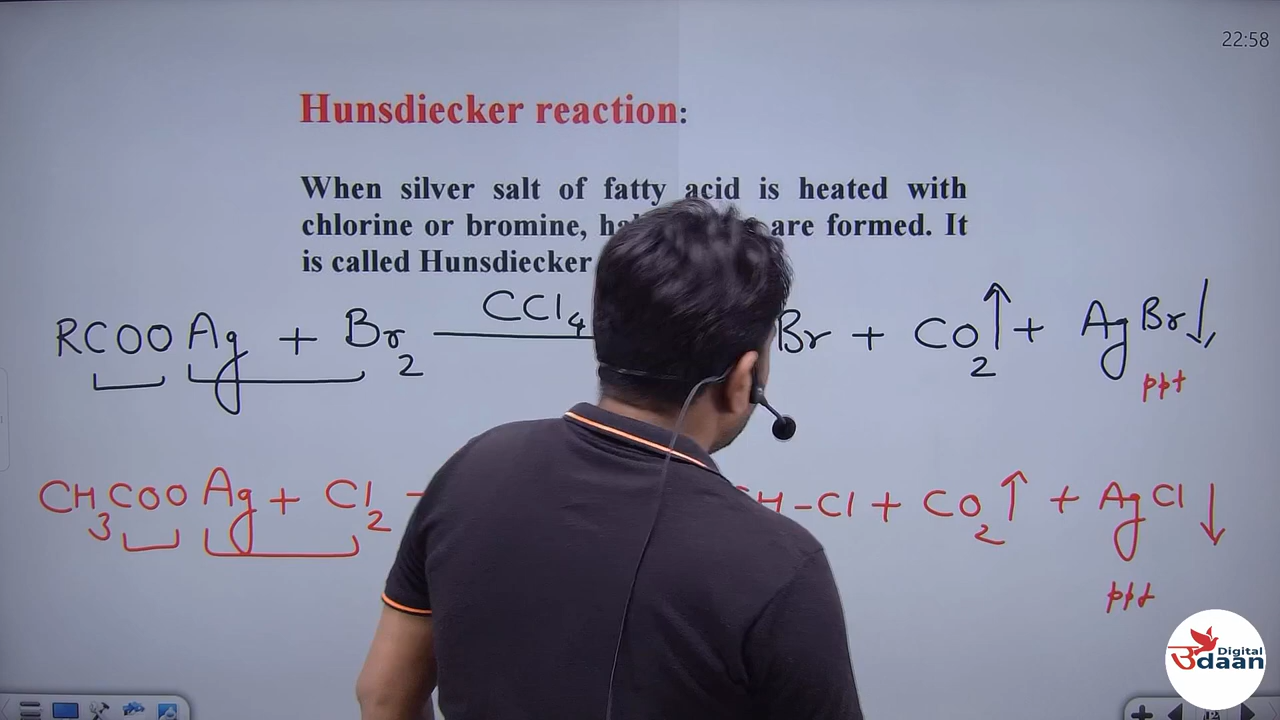 22:58
Hunsdiecker reaction:
When silver salt of fatty acid is heated with
chlorine or bromine, are formed. It
is called Hunsdiecker
RCOOAg + Br₂ CCl₄ Br + Co₂↑ + AgBr↓
ppt
CH₃COOAg + Cl₂ - H-Cl + Co₂↑ + AgCl↓
ppt
Digital
उdaan